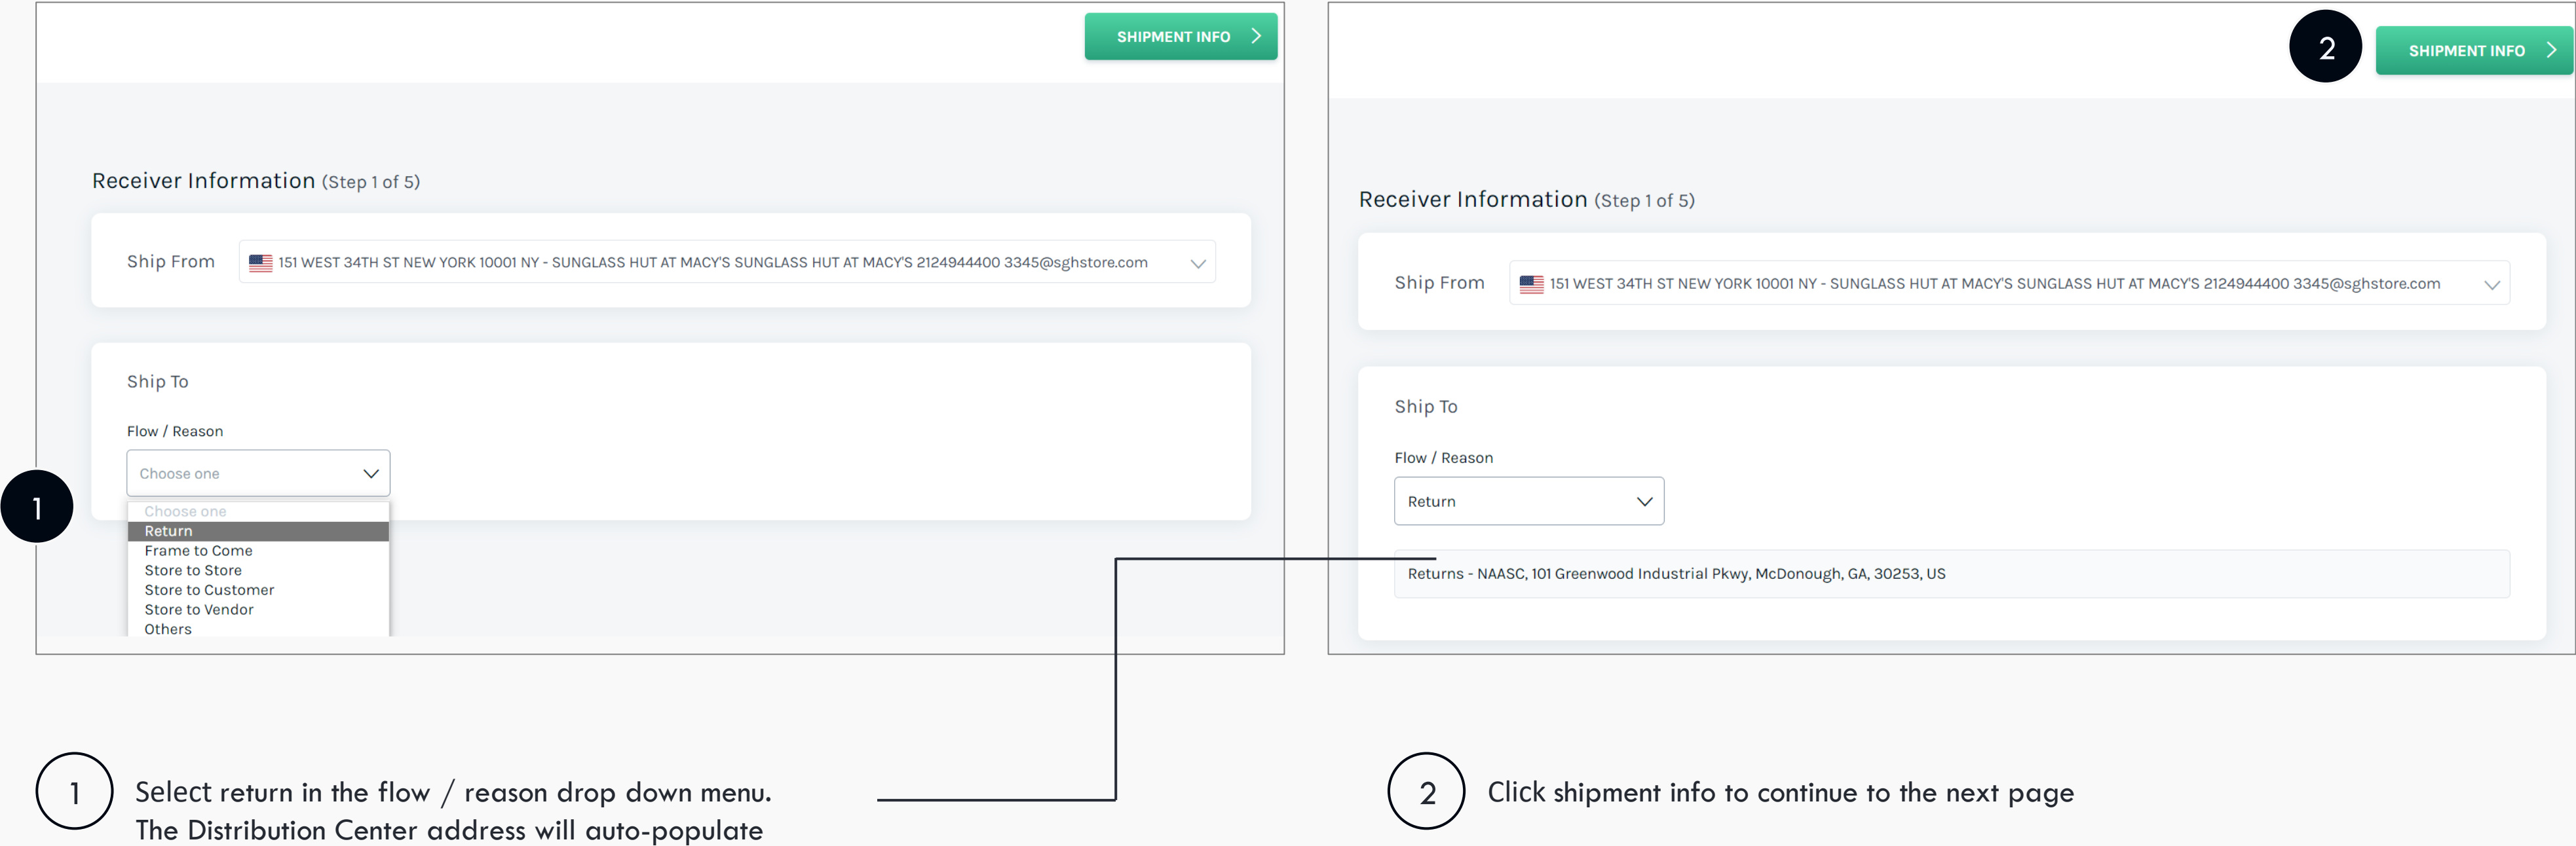 SHIPMENT INFO
Receiver Information (Step 1 of 5)
Ship From
151 WEST 34TH ST NEW YORK 10001 NY - SUNGLASS HUT AT MACY'S SUNGLASS HUT AT MACY'S 2124944400 3345@sghstore.com
Ship To
Flow / Reason
Choose one
1
Choose one
Return
Frame to Come
Store to Store
Store to Customer
Store to Vendor
Others
2
SHIPMENT INFO
Receiver Information (Step 1 of 5)
Ship From
151 WEST 34TH ST NEW YORK 10001 NY - SUNGLASS HUT AT MACY'S SUNGLASS HUT AT MACY'S 2124944400 3345@sghstore.com
Ship To
Flow / Reason
Return
Returns - NAASC, 101 Greenwood Industrial Pkwy, McDonough, GA, 30253, US
1
Select return in the flow / reason drop down menu.
The Distribution Center address will auto-populate
2
Click shipment info to continue to the next page